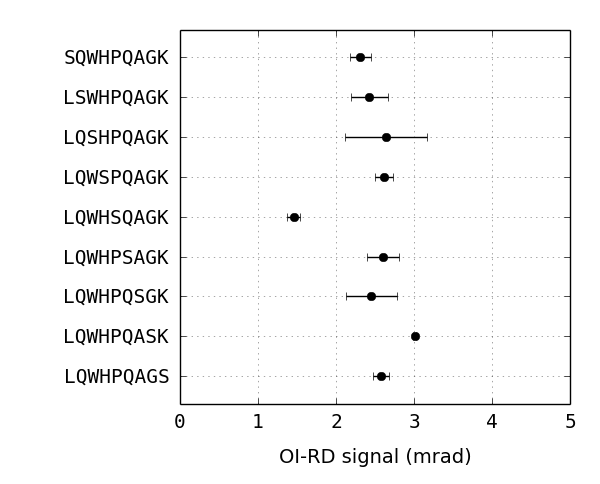 SQWHPQAGK
LSWHPQAGK
LQSHPQAGK
LQWSPQAGK
LQWHSQAGK
LQWHPSAGK
LQWHPQSGK
LQWHPQASK
LQWHPQAGS
0 1 2 3 4 5
OI-RD signal (mrad)